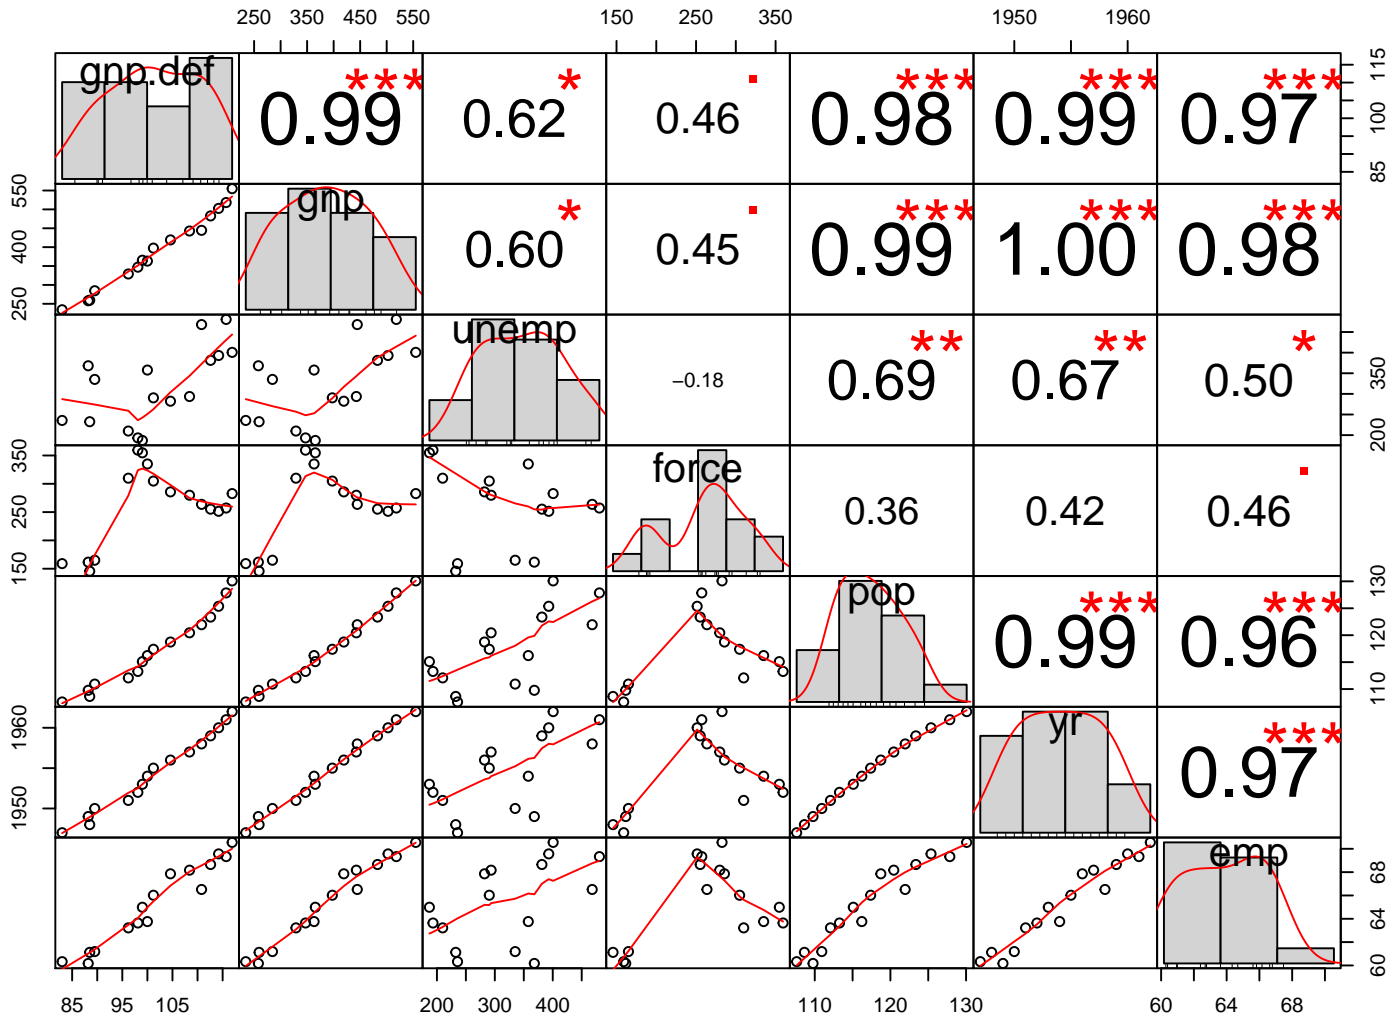 250 350 450 550 150 250 350 1950 1960
gnp.def 0.99 *** 0.62 * 0.46 0.98 *** 0.99 *** 0.97 *** 85 100 115
250 400 550 gnp 0.60 * 0.45 0.99 *** 1.00 *** 0.98 ***
unemp −0.18 0.69 ** 0.67 ** 0.50 * 200 350
150 250 350 force 0.36 0.42 0.46
pop 0.99 *** 0.96 *** 110 120 130
1950 1960 yr 0.97 ***
emp 60 64 68
85 95 105 200 300 400 110 120 130 60 64 68